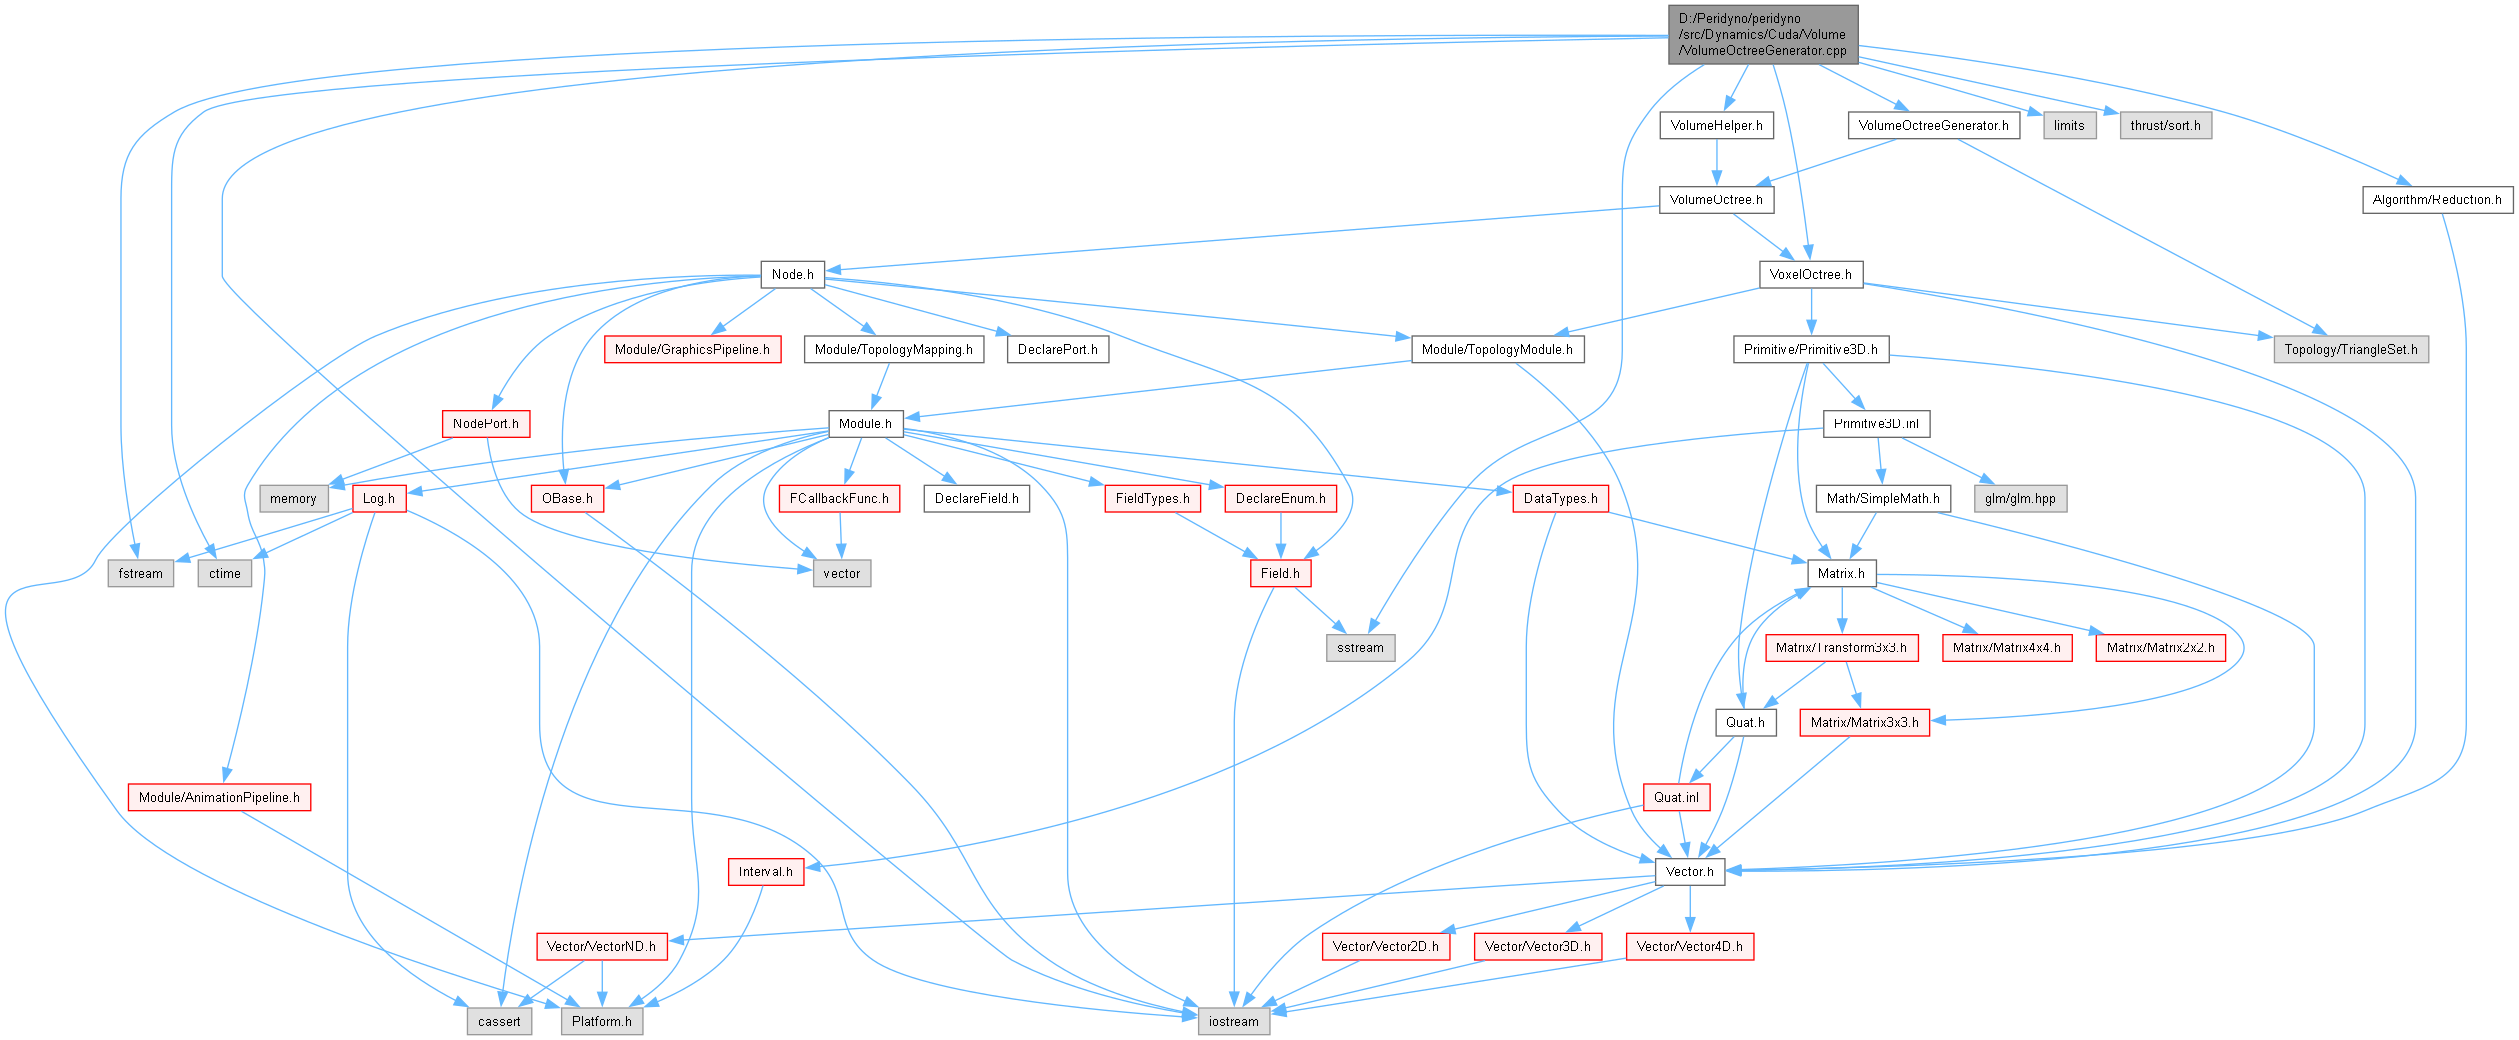 D:/Peridyno/peridyno
/src/Dynamics/Cuda/Volume
/VolumeOctreeGenerator.cpp
VolumeHelper.h
VolumeOctreeGenerator.h
limits
thrust/sort.h
VolumeOctree.h
Algorithm/Reduction.h
Node.h
VoxelOctree.h
Module/GraphicsPipeline.h
Module/TopologyMapping.h
DeclarePort.h
Module/TopologyModule.h
Primitive/Primitive3D.h
Topology/TriangleSet.h
NodePort.h
Module.h
Primitive3D.inl
memory
Log.h
OBase.h
FCallbackFunc.h
DeclareField.h
FieldTypes.h
DeclareEnum.h
DataTypes.h
Math/SimpleMath.h
glm/glm.hpp
fstream
ctime
vector
Field.h
Matrix.h
sstream
Matrix/Transform3x3.h
Matrix/Matrix4x4.h
Matrix/Matrix2x2.h
Quat.h
Matrix/Matrix3x3.h
Module/AnimationPipeline.h
Quat.inl
Interval.h
Vector.h
Vector/VectorND.h
Vector/Vector2D.h
Vector/Vector3D.h
Vector/Vector4D.h
cassert
Platform.h
iostream